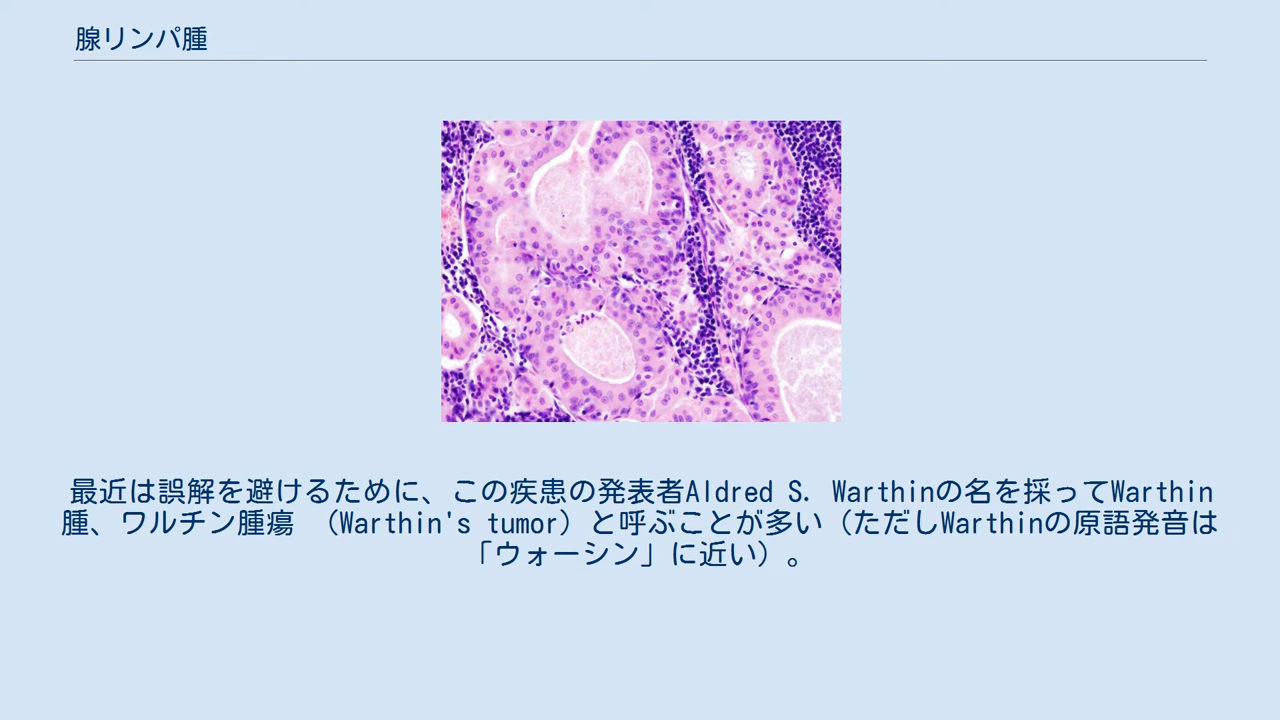 腺リンパ腫
最近は誤解を避けるために、この疾患の発表者Aldred S. Warthinの名を採ってWarthin
腫、ワルチン腫瘍 （Warthin's tumor）と呼ぶことが多い（ただしWarthinの原語発音は
「ウォーシン」に近い）。